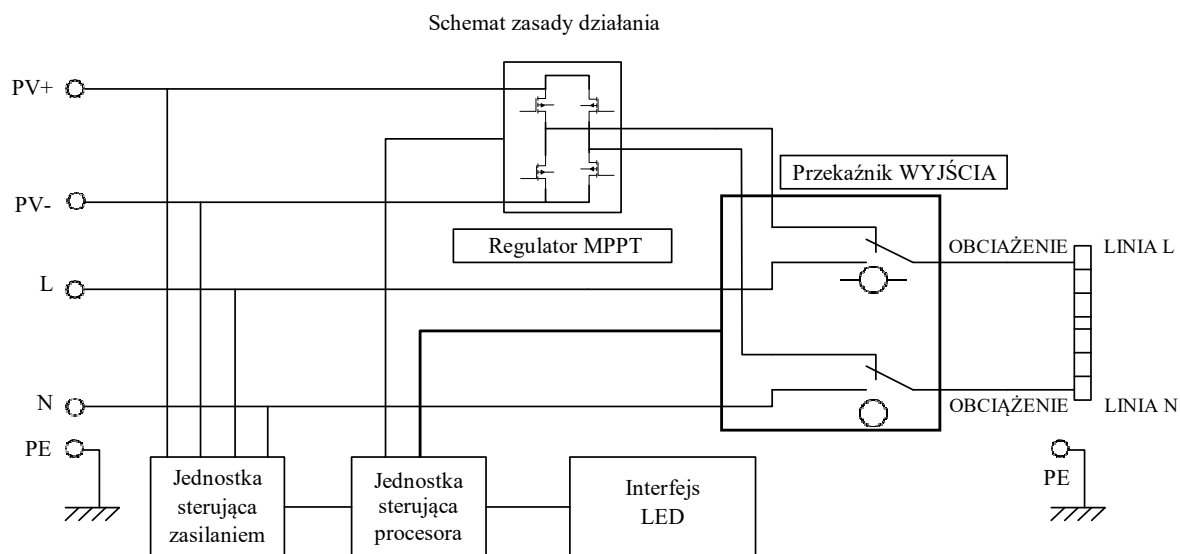 Schemat zasady działania
PV+
PV-
Regulator MPPT
Przekaźnik WYJŚCIA
L
OBCIAŻENIE
LINIA L
N
OBCIĄŻENIE
LINIA N
PE
PE
Jednostka
sterująca
zasilaniem
Jednostka
sterująca
procesora
Interfejs
LED